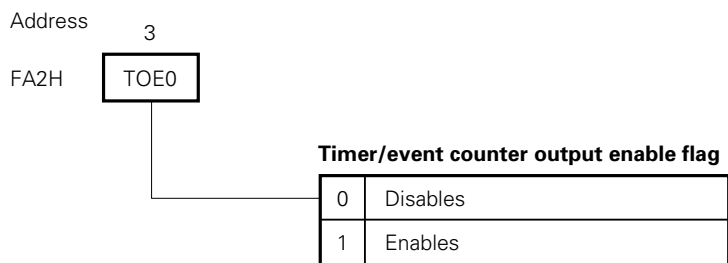 Address
3
FA2H TOE0
Timer/event counter output enable flag
0 Disables
1 Enables